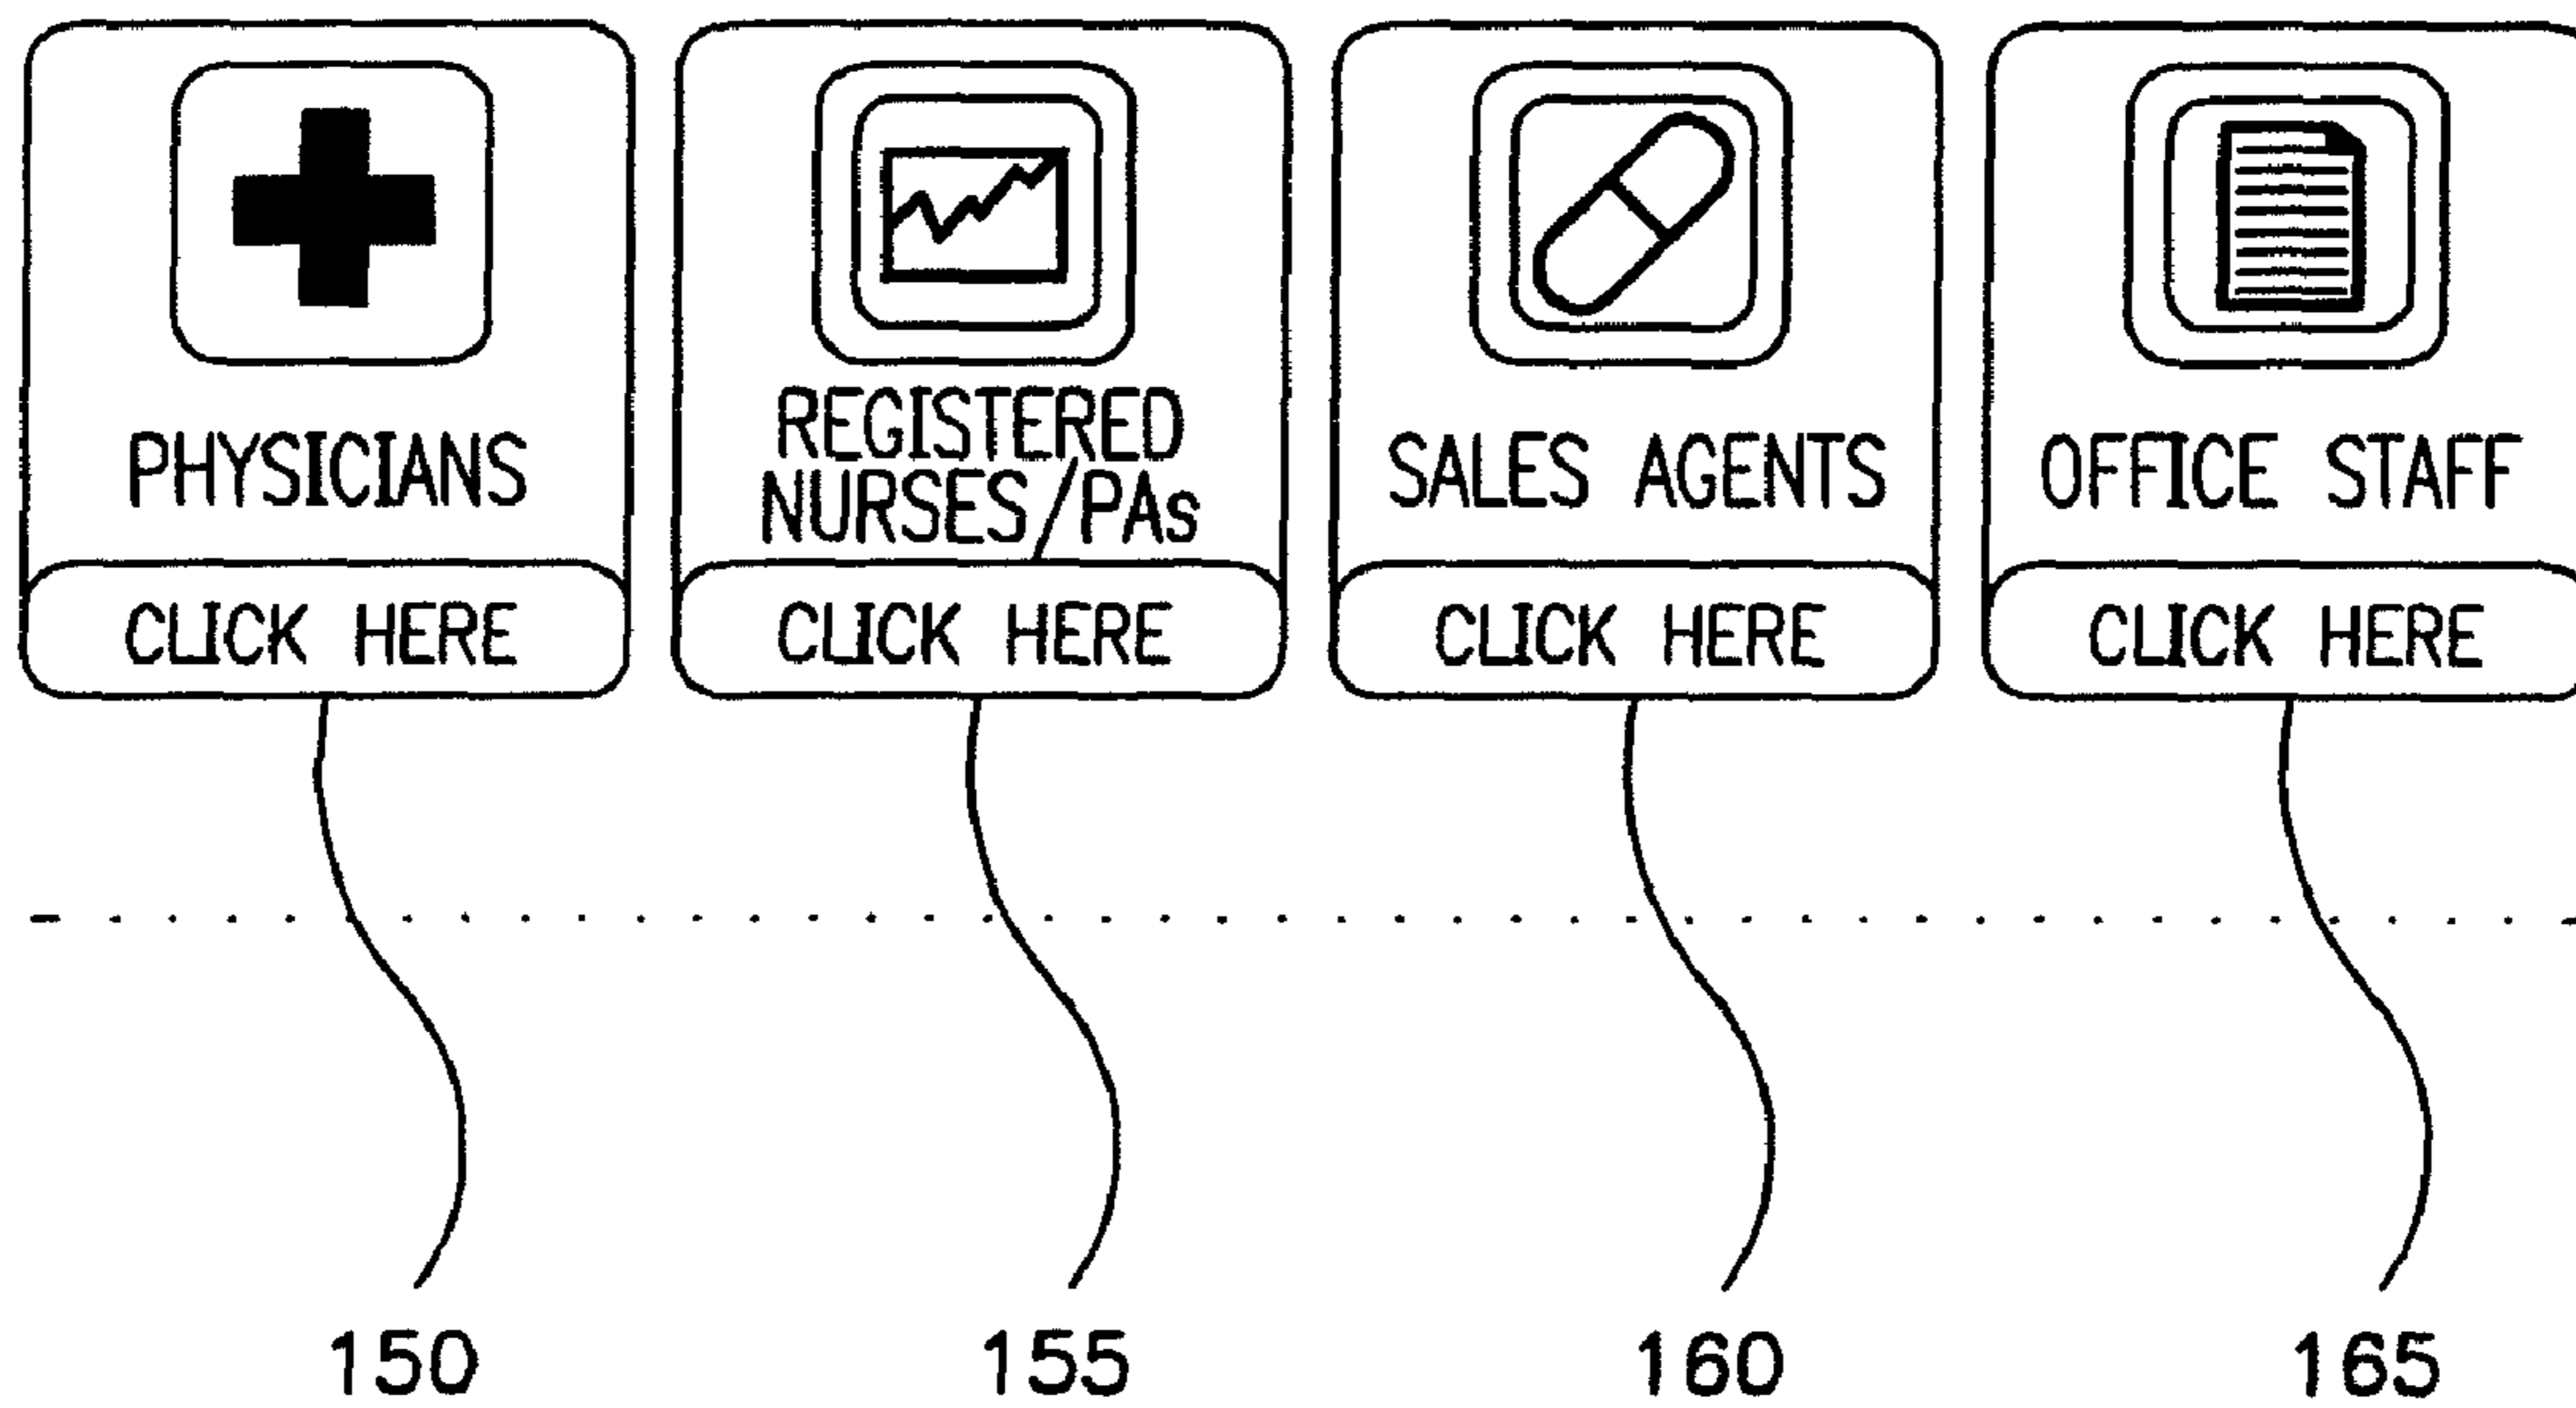 PHYSICIANS
REGISTERED
NURSES/PAs
SALES AGENTS
OFFICE STAFF
CLICK HERE
CLICK HERE
CLICK HERE
CLICK HERE
150
155
160
165